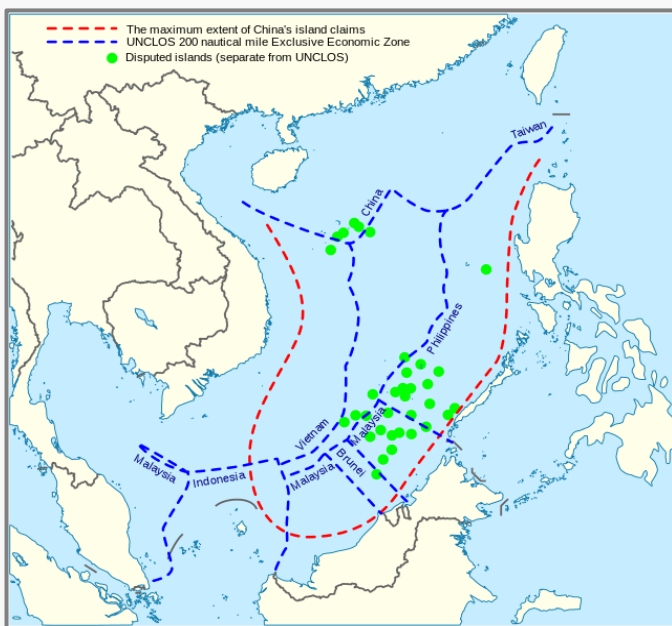 The maximum extent of China's island claims
UNCLOS 200 nautical mile Exclusive Economic Zone
Disputed islands (separate from UNCLOS)
Taiwan
China
Philippines
Vietnam
Malaysia
Brunei
Malaysia
Indonesia
Malaysia